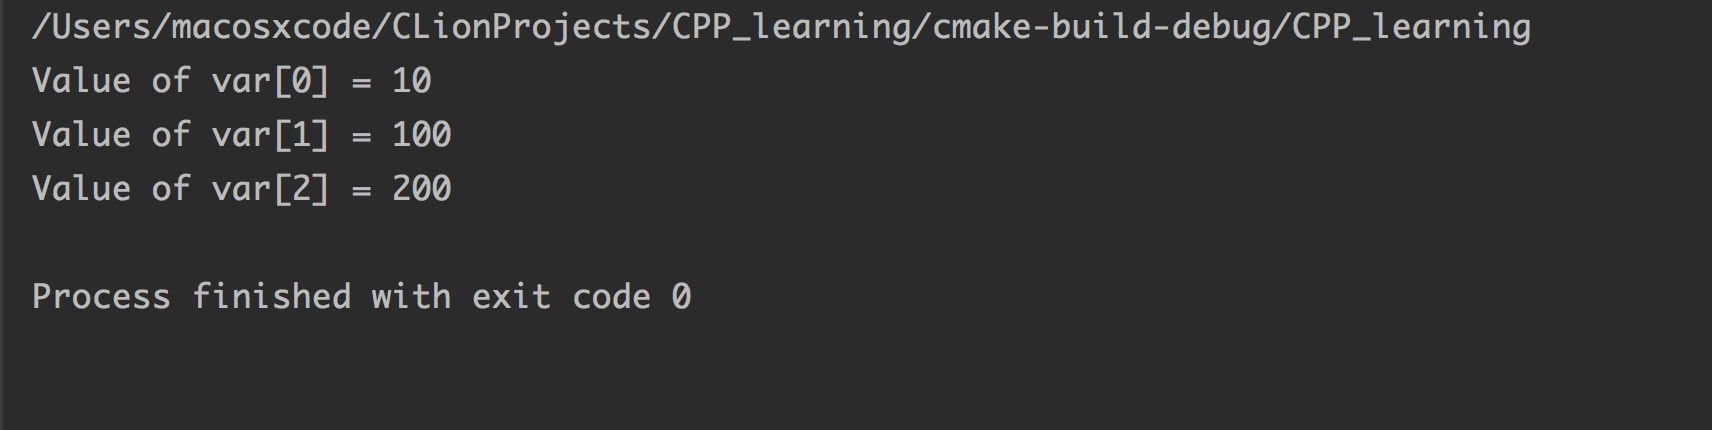 /Users/macosxcode/CLionProjects/CPP_learning/cmake-build-debug/CPP_learning
Value of var[0] = 10
Value of var[1] = 100
Value of var[2] = 200
Process finished with exit code 0